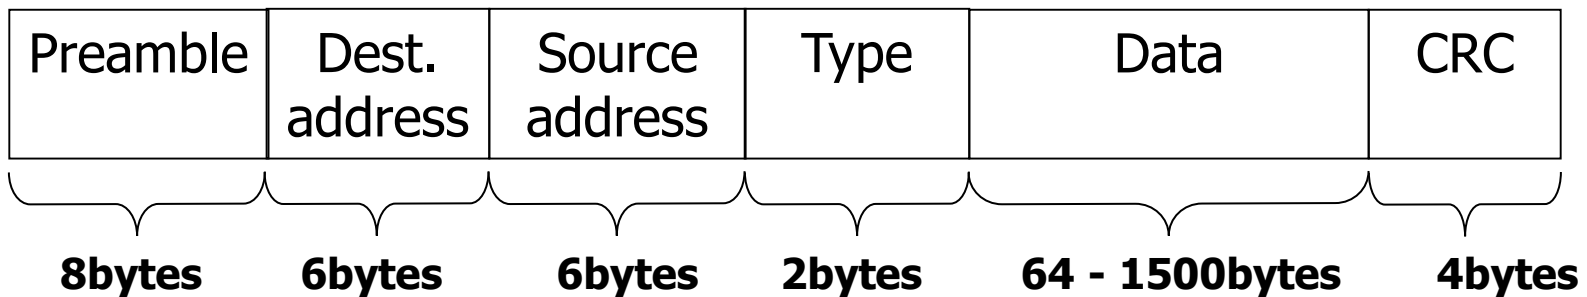 Preamble Dest. Source Type Data CRC
address address
8bytes 6bytes 6bytes 2bytes 64 - 1500bytes 4bytes